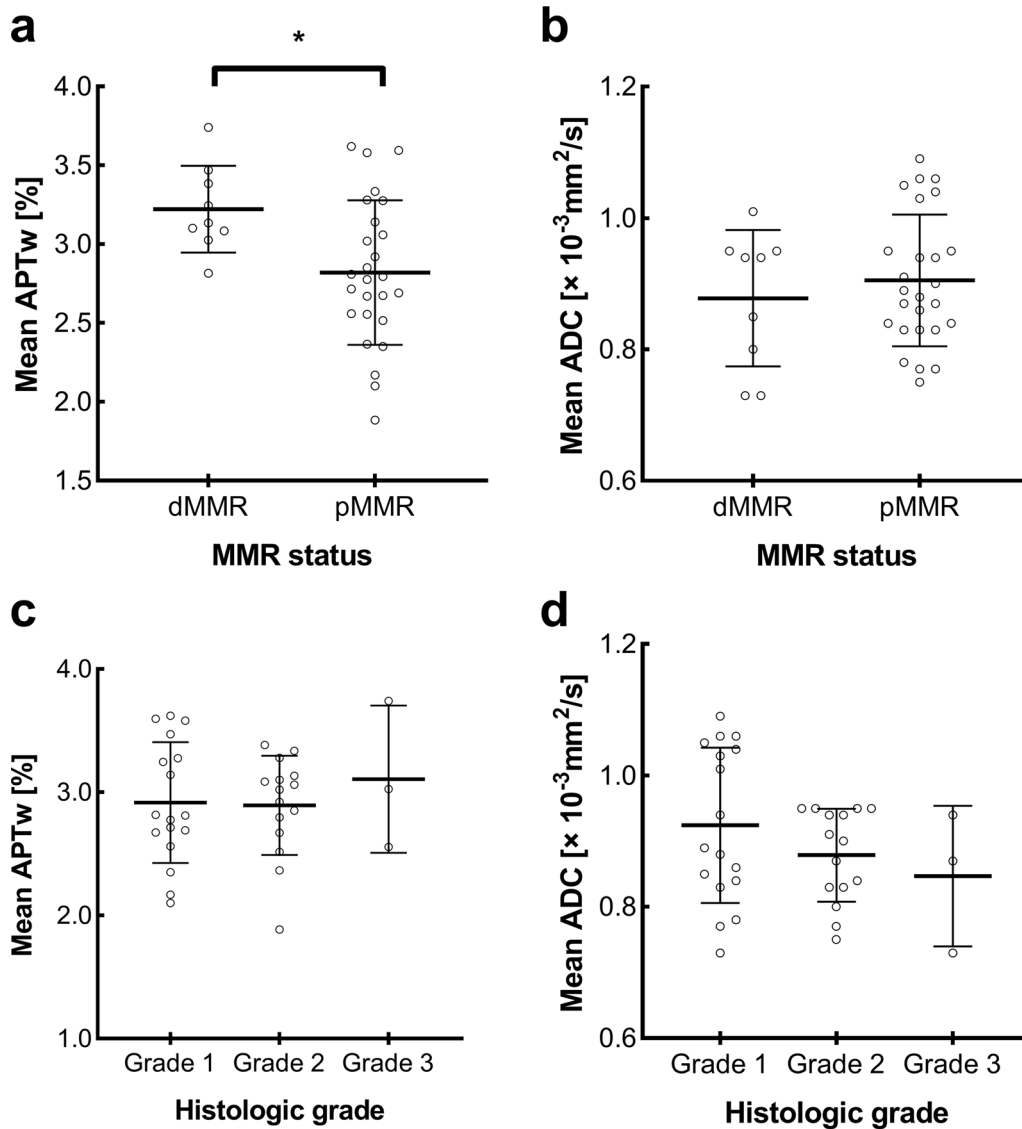 a
*
4.0
3.5
3.0
2.5
2.0
1.5
Mean APTw [%]
dMMR pMMR
MMR status
b
1.2
1.0
0.8
0.6
Mean ADC [× 10⁻³mm²/s]
dMMR pMMR
MMR status
c
4.0
3.0
2.0
1.0
Mean APTw [%]
Grade 1 Grade 2 Grade 3
Histologic grade
d
1.2
1.0
0.8
0.6
Mean ADC [× 10⁻³mm²/s]
Grade 1 Grade 2 Grade 3
Histologic grade